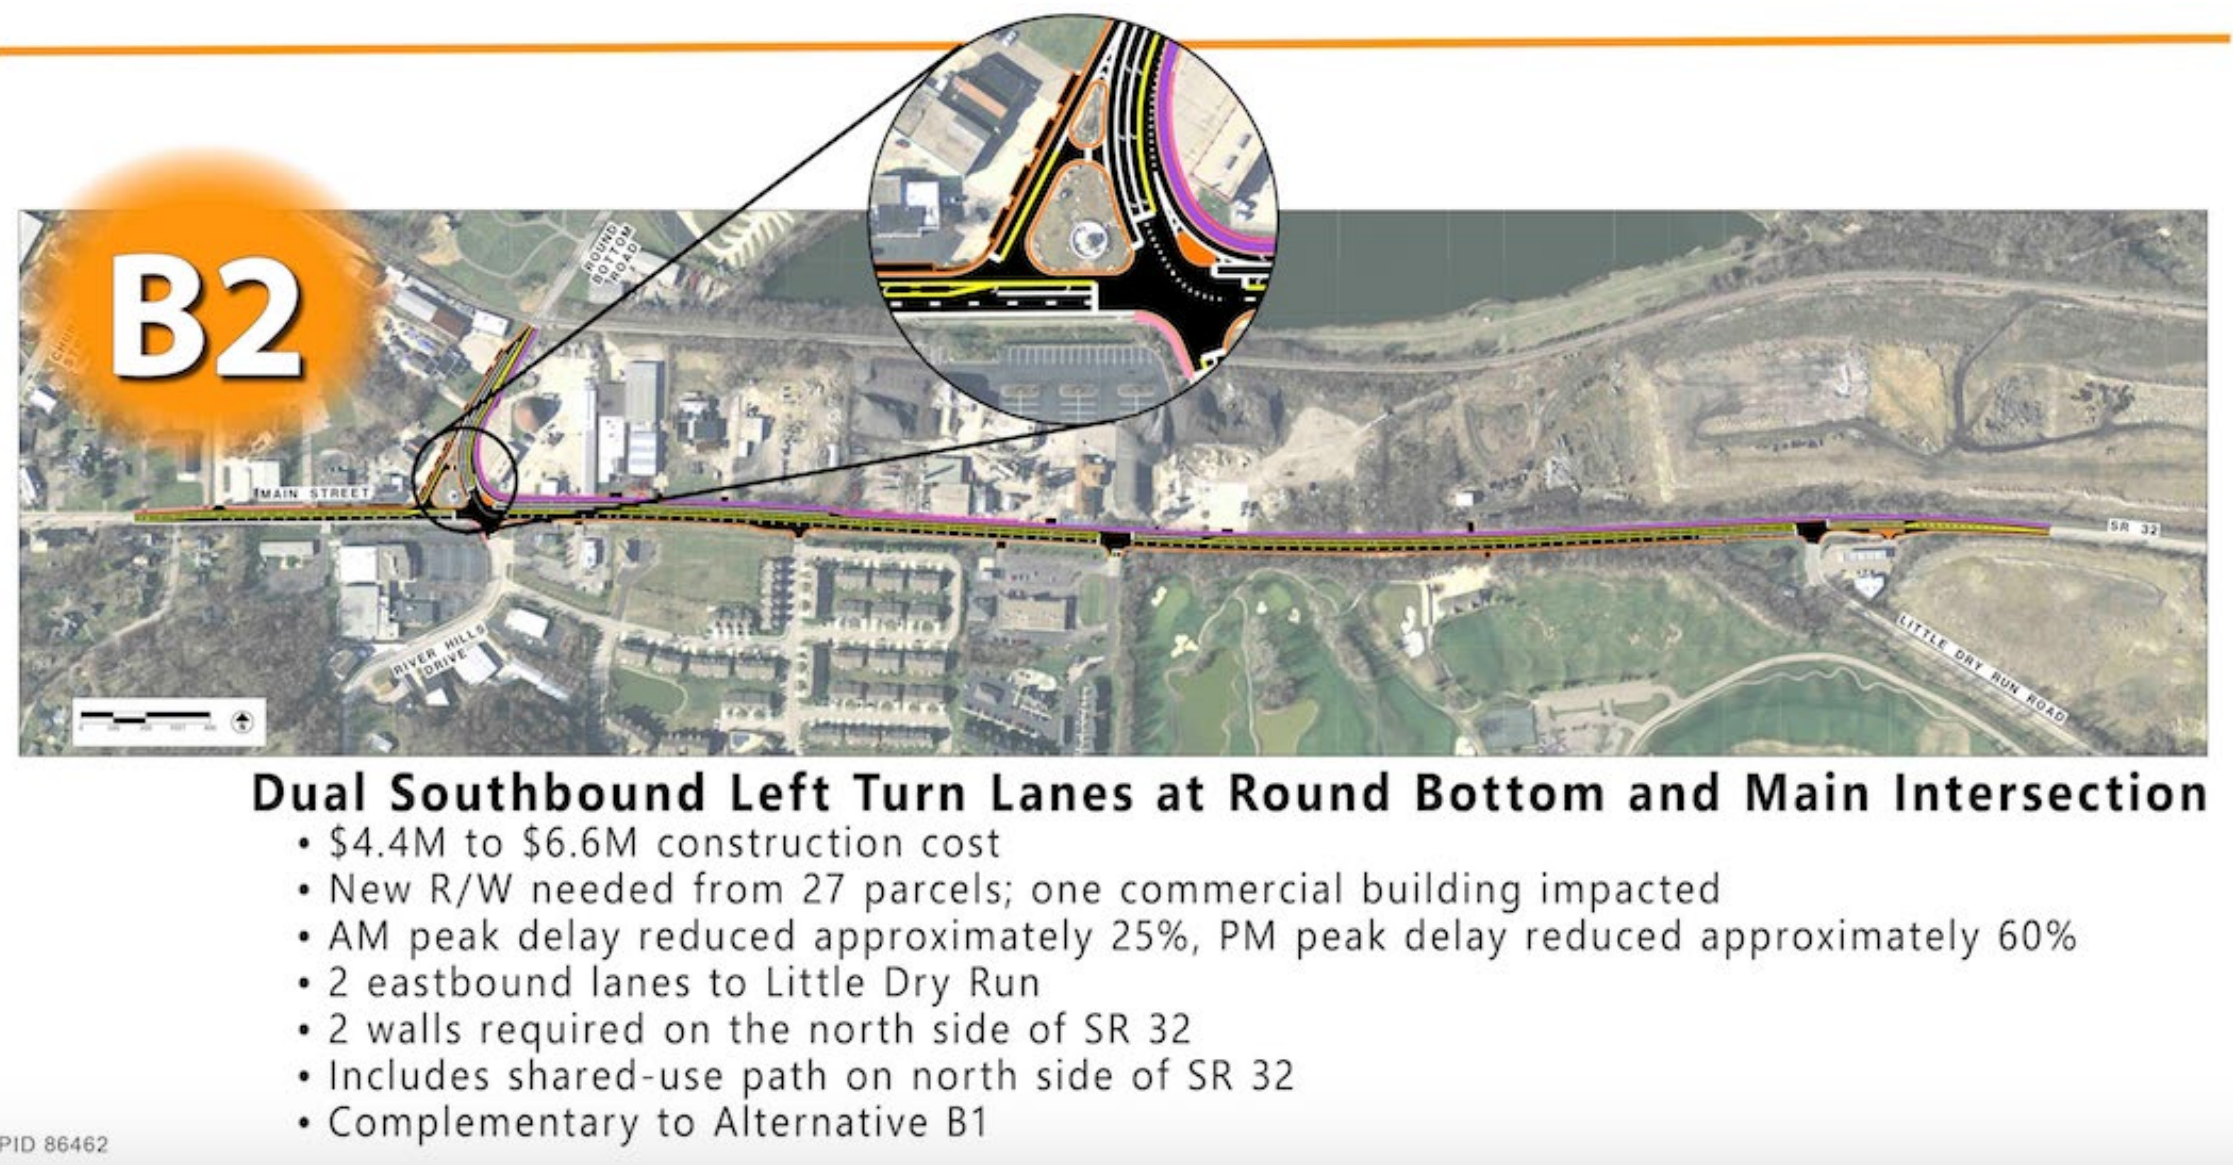 B2
ROUND
BOTTOM
ROAD
MAIN STREET
SR 32
RIVER HILLS
DRIVE
LITTLE DRY RUN ROAD
Dual Southbound Left Turn Lanes at Round Bottom and Main Intersection
• $4.4M to $6.6M construction cost
• New R/W needed from 27 parcels; one commercial building impacted
• AM peak delay reduced approximately 25%, PM peak delay reduced approximately 60%
• 2 eastbound lanes to Little Dry Run
• 2 walls required on the north side of SR 32
• Includes shared-use path on north side of SR 32
• Complementary to Alternative B1
PID 86462